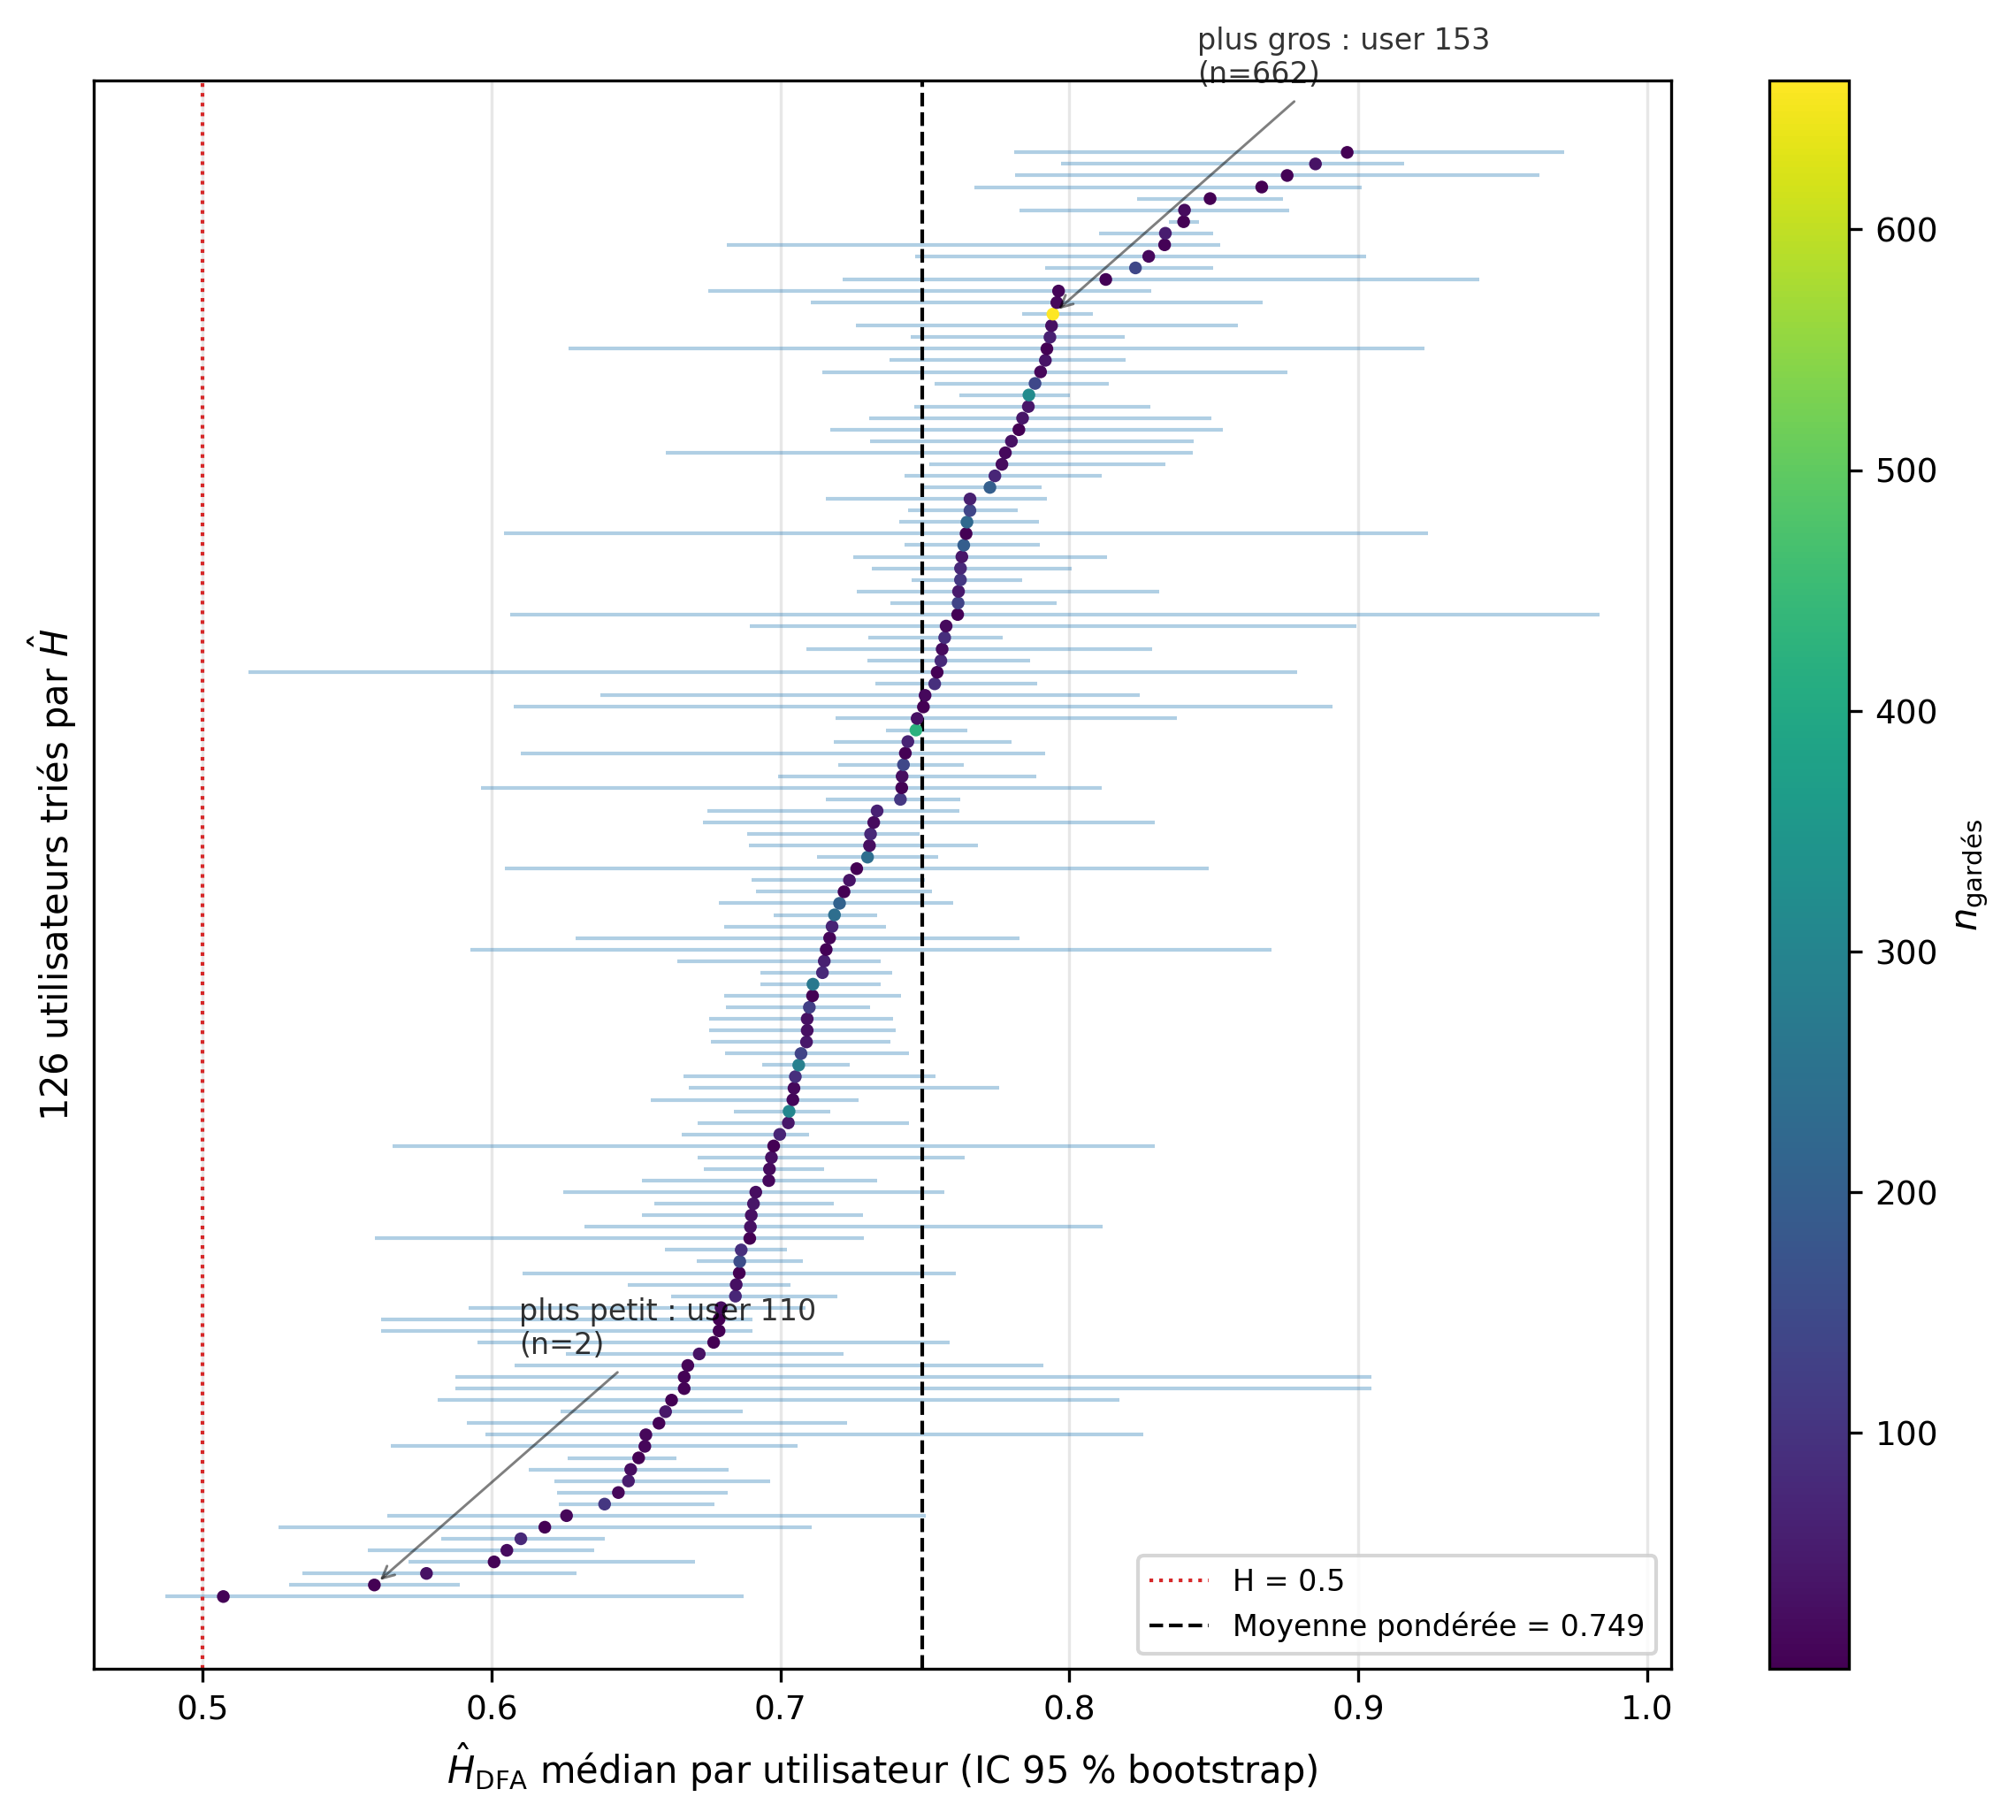 plus gros : user 153
(n=662)
126 utilisateurs triés par Ĥ
plus petit : user 110
(n=2)
H = 0.5
Moyenne pondérée = 0.749
0.5 0.6 0.7 0.8 0.9 1.0
Ĥ_DFA médian par utilisateur (IC 95 % bootstrap)
600
500
400
300
200
100
n_gardés